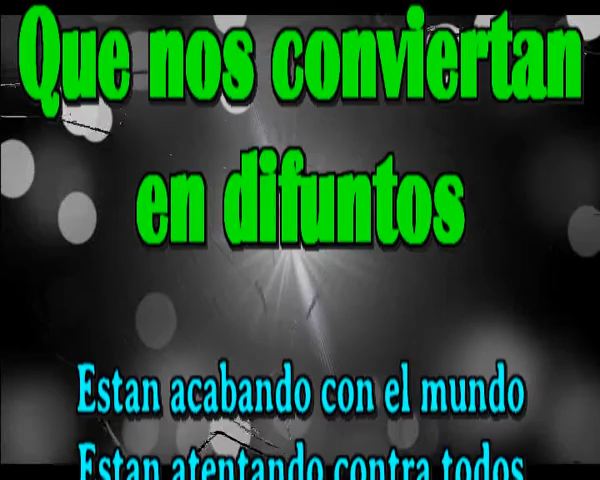 Que nos conviertan
en difuntos
Estan acabando con el mundo
Estan atentando contra todos